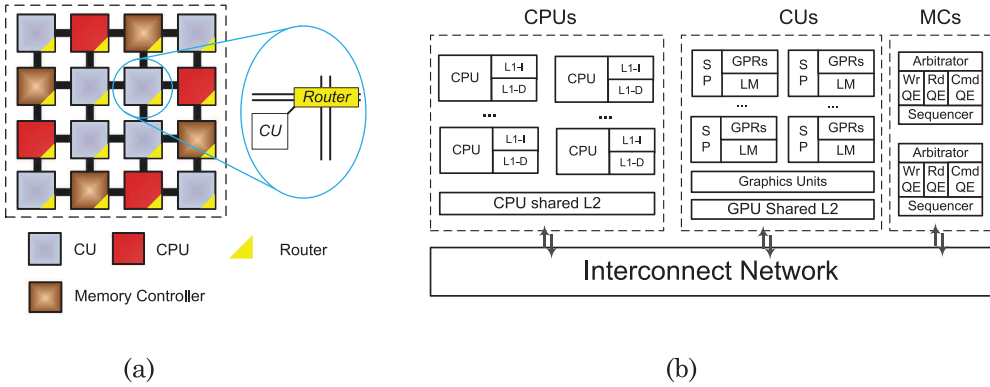 Router
CU
CU
CPU
Router
Memory Controller
(a)
CPUs
CUs
MCs
CPU
L1-I
L1-D
CPU
L1-I
L1-D
...
...
CPU
L1-I
L1-D
CPU
L1-I
L1-D
CPU shared L2
S
P
GPRs
LM
S
P
GPRs
LM
...
...
S
P
GPRs
LM
S
P
GPRs
LM
Graphics Units
GPU Shared L2
Arbitrator
Wr Rd Cmd
QE QE QE
Sequencer
Arbitrator
Wr Rd Cmd
QE QE QE
Sequencer
Interconnect Network
(b)